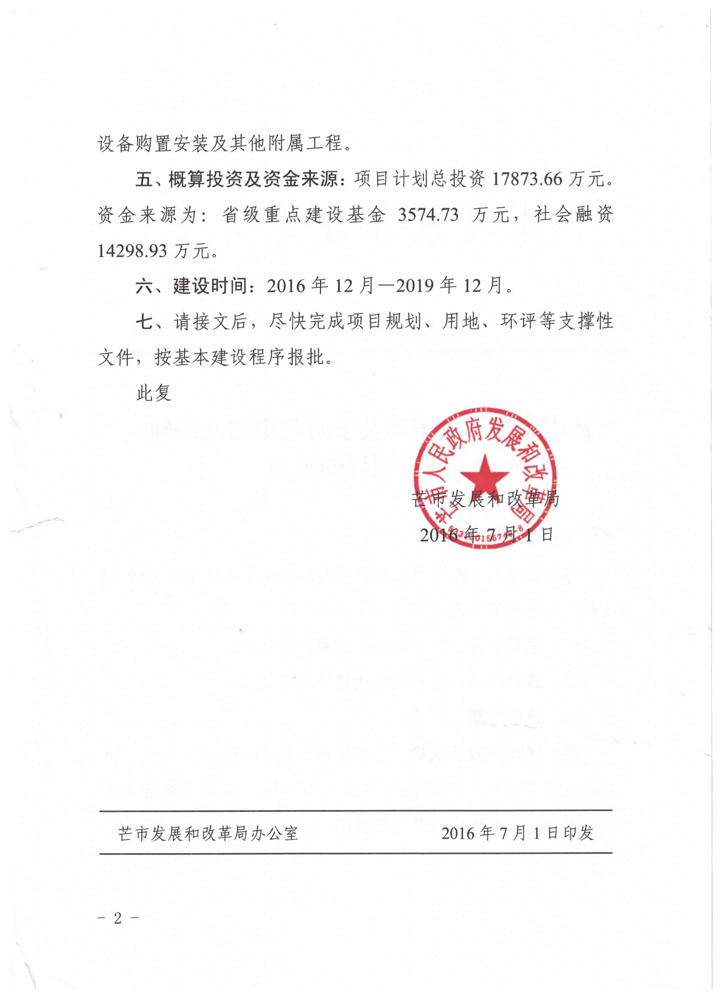 设备购置安装及其他附属工程。
五、概算投资及资金来源：项目计划总投资 17873.66 万元。
资金来源为：省级重点建设基金 3574.73 万元，社会融资
14298.93 万元。
六、建设时间：2016 年 12 月—2019 年 12 月。
七、请接文后，尽快完成项目规划、用地、环评等支撑性
文件，按基本建设程序报批。
此复
芒市人民政府发展和改革局
芒市发展和改革局
2016 年 7 月 1 日
芒市发展和改革局办公室 2016 年 7 月 1 日印发
- 2 -